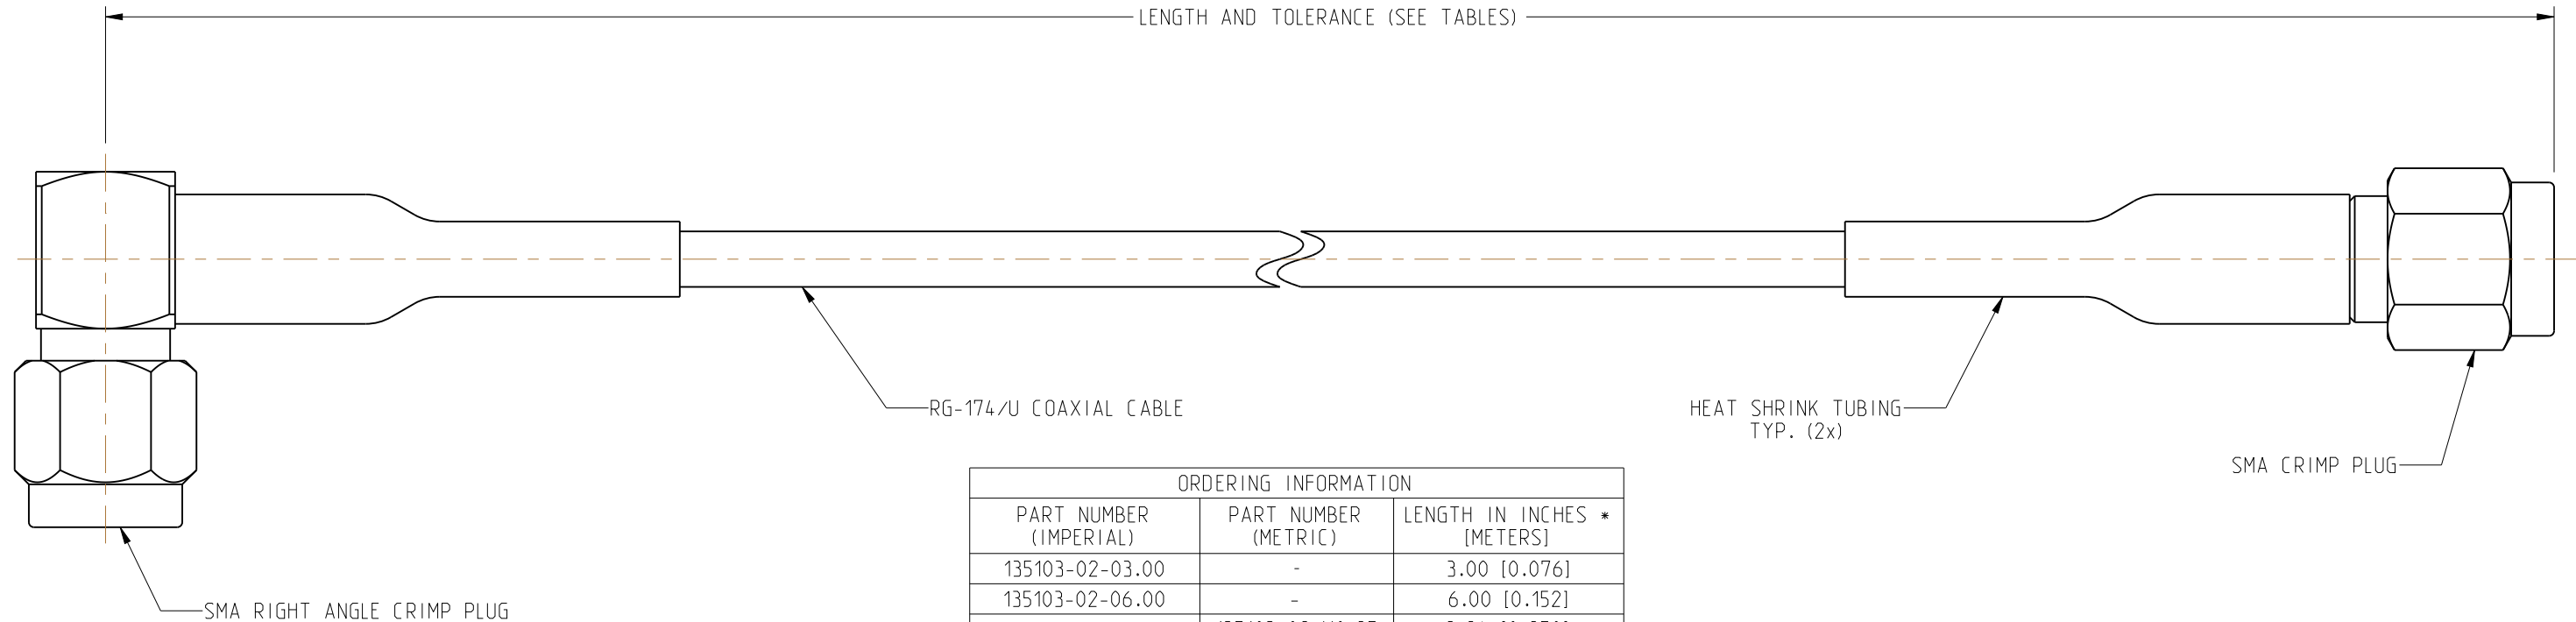 LENGTH AND TOLERANCE (SEE TABLES)
RG-174/U COAXIAL CABLE
HEAT SHRINK TUBING
TYP. (2x)
SMA CRIMP PLUG
SMA RIGHT ANGLE CRIMP PLUG
ORDERING INFORMATION
PART NUMBER (IMPERIAL) PART NUMBER (METRIC) LENGTH IN INCHES * [METERS]
135103-02-03.00 - 3.00 [0.076]
135103-02-06.00 - 6.00 [0.152]